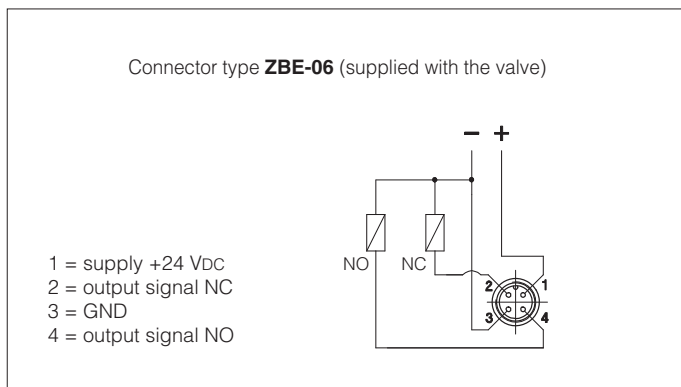 Connector type ZBE-06 (supplied with the valve)
− +
NO NC
2 1
3 4
1 = supply +24 VDC
2 = output signal NC
3 = GND
4 = output signal NO